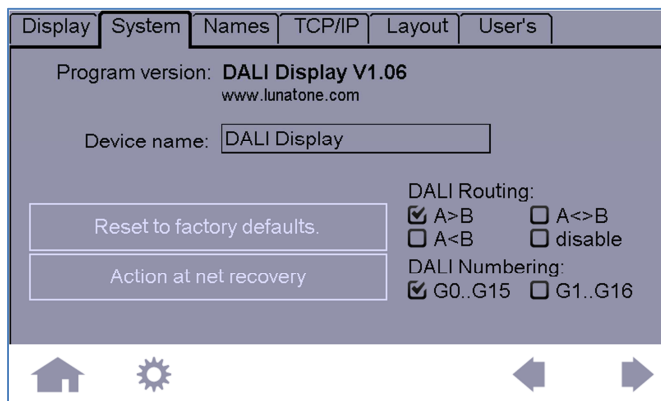 Display System Names TCP/IP Layout User's
Program version: DALI Display V1.06
www.lunatone.com
Device name: DALI Display
DALI Routing:
A>B A<>B
A<B disable
Reset to factory defaults.
Action at net recovery
DALI Numbering:
G0..G15 G1..G16